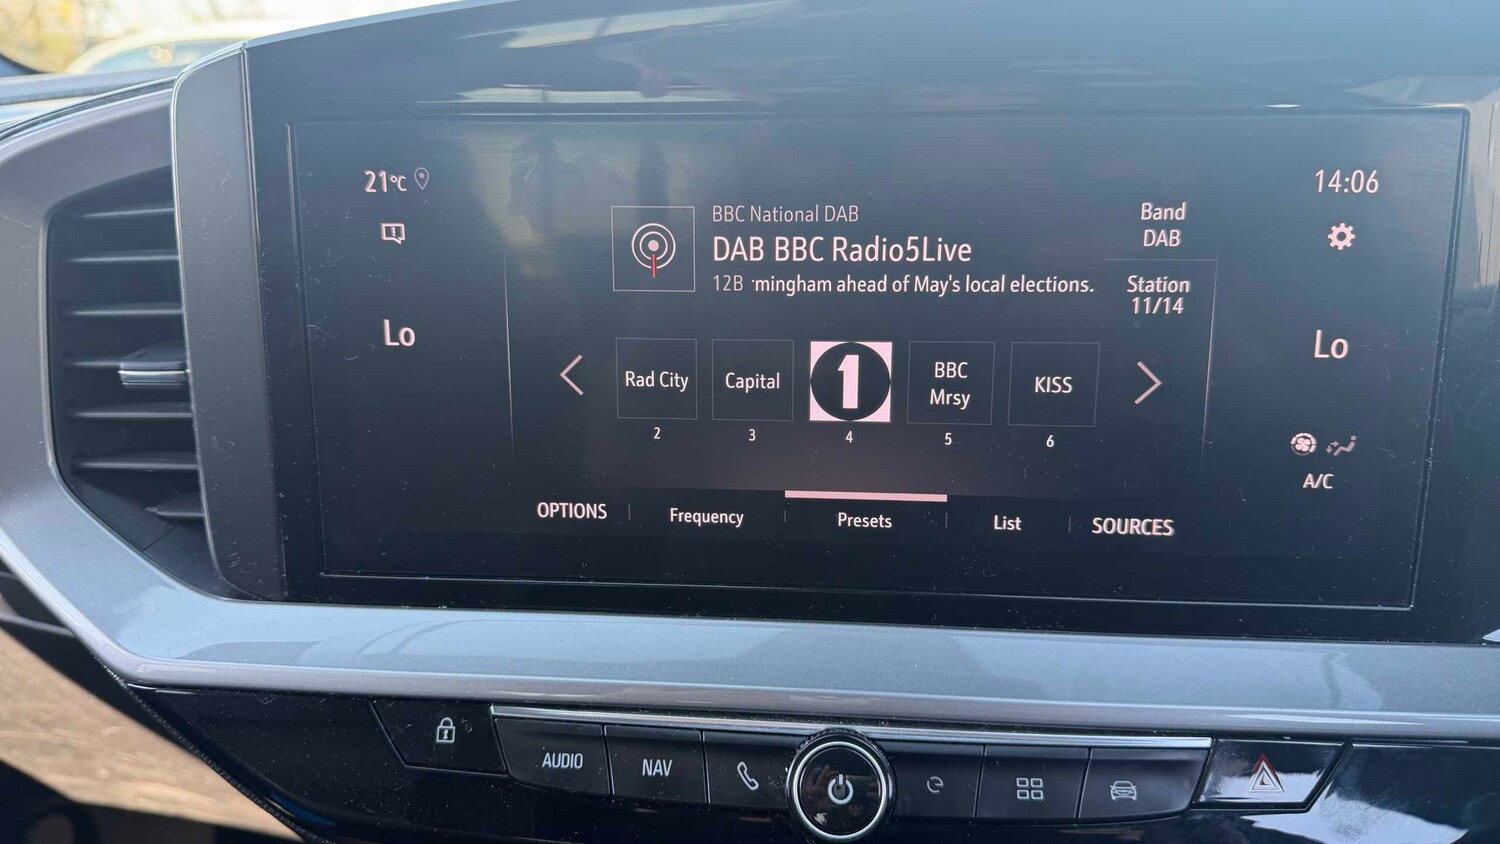 21°C
14:06
BBC National DAB
DAB BBC Radio5Live
12B mingham ahead of May's local elections.
Band
DAB
Station
11/14
Lo
Lo
Rad City
Capital
1
BBC
Mrsy
KISS
2
3
4
5
6
A/C
OPTIONS
Frequency
Presets
List
SOURCES
AUDIO
NAV